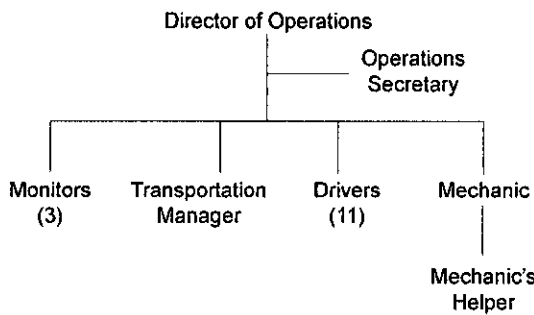 Director of Operations
Operations
Secretary
Monitors
(3)
Transportation
Manager
Drivers
(11)
Mechanic
Mechanic's
Helper